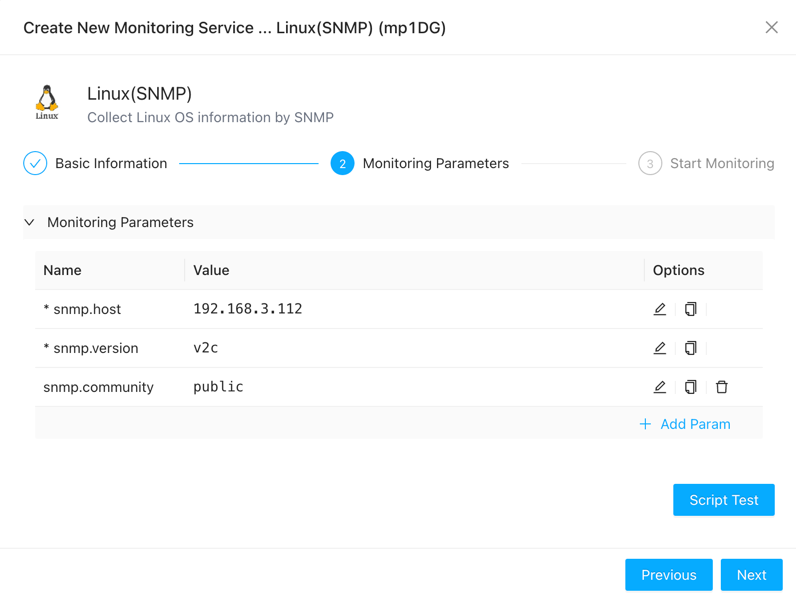 Create New Monitoring Service ... Linux(SNMP) (mp1DG)
Linux
Linux(SNMP)
Collect Linux OS information by SNMP
Basic Information
2 Monitoring Parameters
3 Start Monitoring
Monitoring Parameters
Name Value Options
* snmp.host 192.168.3.112
* snmp.version v2c
snmp.community public
+ Add Param
Script Test
Previous Next